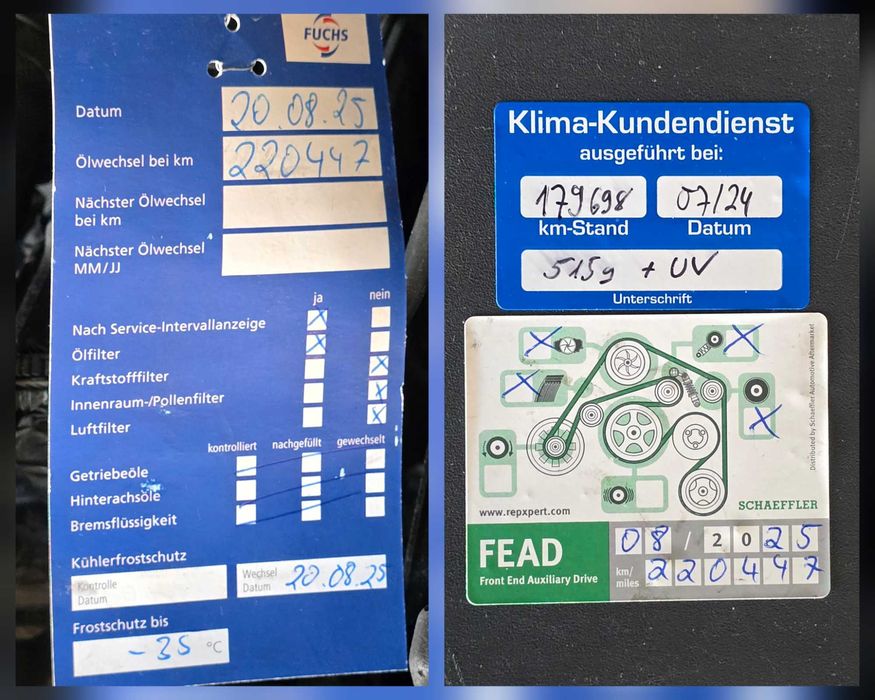 FUCHS
Datum 20.08.25
Ölwechsel bei km 220447
Nächster Ölwechsel
bei km
Nächster Ölwechsel
MM/JJ
ja nein
Nach Service-Intervallanzeige X
Ölfilter X
Kraftstofffilter X
Innenraum-/Pollenfilter X
Luftfilter X
kontrolliert nachgefüllt gewechselt
Getriebeöle
Hinterachsöle
Bremsflüssigkeit
Kühlerfrostschutz
Kontrolle
Datum
Wechsel
Datum 20.08.25
Frostschutz bis
-35 °C
Klima-Kundendienst
ausgeführt bei:
179698 07/24
km-Stand Datum
515g + UV
Unterschrift
X X
X
X
Distributed by Schaeffler Automotive Aftermarket
www.repxpert.com
SCHAEFFLER
FEAD
Front End Auxiliary Drive
08 / 2025
km/
miles 220447